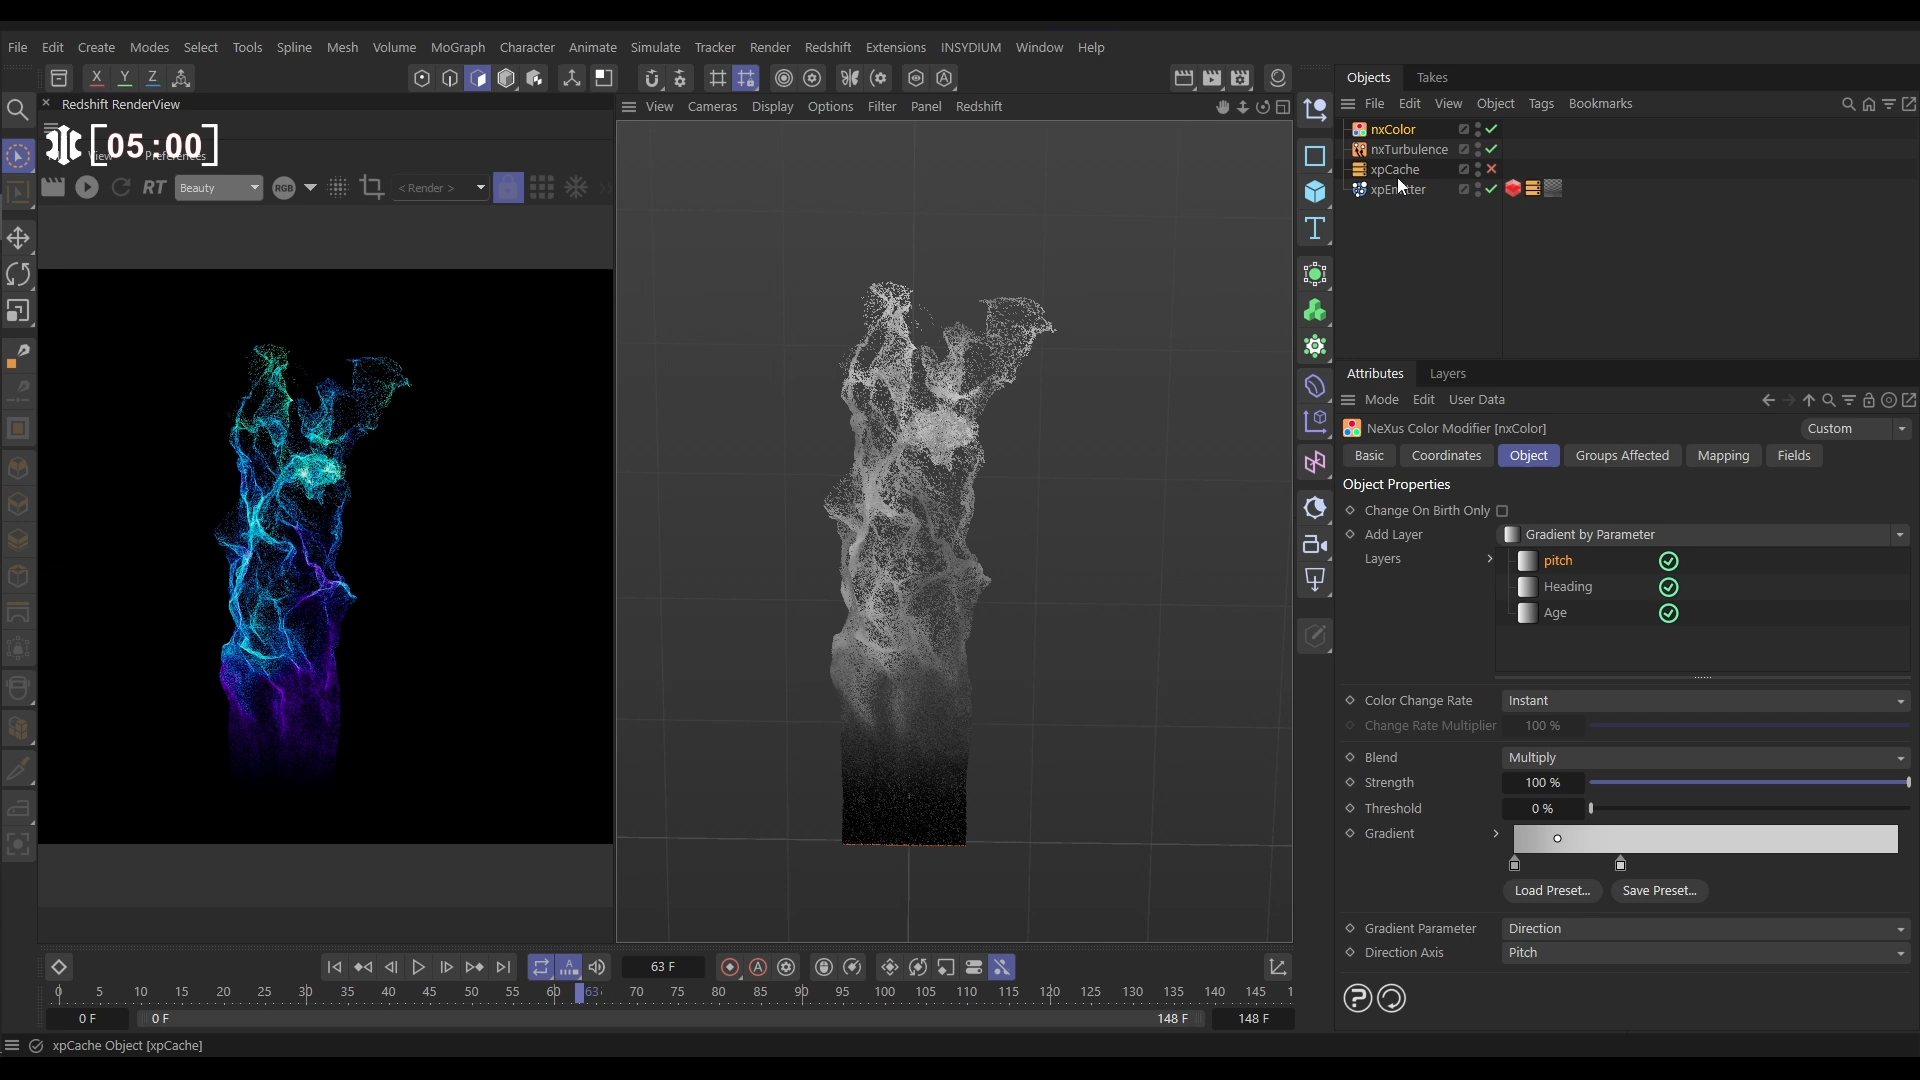 File Edit Create Modes Select Tools Spline Mesh Volume MoGraph Character Animate Simulate Tracker Render Redshift Extensions INSYDIUM Window Help
X Y Z
Redshift RenderView
[05:00]
View Preferences
RT Beauty RGB < Render >
View Cameras Display Options Filter Panel Redshift
Objects Takes
File Edit View Object Tags Bookmarks
nxColor
nxTurbulence
xpCache
xpEmitter
Attributes Layers
Mode Edit User Data
NeXus Color Modifier [nxColor] Custom
Basic Coordinates Object Groups Affected Mapping Fields
Object Properties
Change On Birth Only
Add Layer Gradient by Parameter
Layers pitch
Heading
Age
Color Change Rate Instant
Change Rate Multiplier 100 %
Blend Multiply
Strength 100 %
Threshold 0 %
Gradient
Load Preset... Save Preset...
Gradient Parameter Direction
Direction Axis Pitch
63 F
0 5 10 15 20 25 30 35 40 45 50 55 60 63 70 75 80 85 90 95 100 105 110 115 120 125 130 135 140 145 1
0 F 0 F 148 F 148 F
xpCache Object [xpCache]